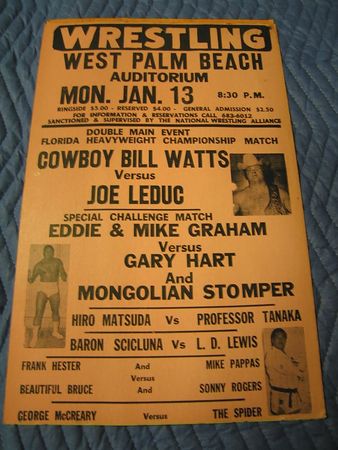 WRESTLING
WEST PALM BEACH
AUDITORIUM
MON. JAN. 13 8:30 P.M.
RINGSIDE $5.00 - RESERVED $4.00 - GENERAL ADMISSION $2.50
FOR INFORMATION & RESERVATIONS CALL 683-6012
SANCTIONED & SUPERVISED BY THE NATIONAL WRESTLING ALLIANCE
DOUBLE MAIN EVENT
FLORIDA HEAVYWEIGHT CHAMPIONSHIP MATCH
COWBOY BILL WATTS
Versus
JOE LEDUC
SPECIAL CHALLENGE MATCH
EDDIE & MIKE GRAHAM
Versus
GARY HART
And
MONGOLIAN STOMPER
HIRO MATSUDA Vs PROFESSOR TANAKA
BARON SCICLUNA Vs L. D. LEWIS
FRANK HESTER And MIKE PAPPAS
Versus
BEAUTIFUL BRUCE And SONNY ROGERS
GEORGE McCREARY Versus THE SPIDER